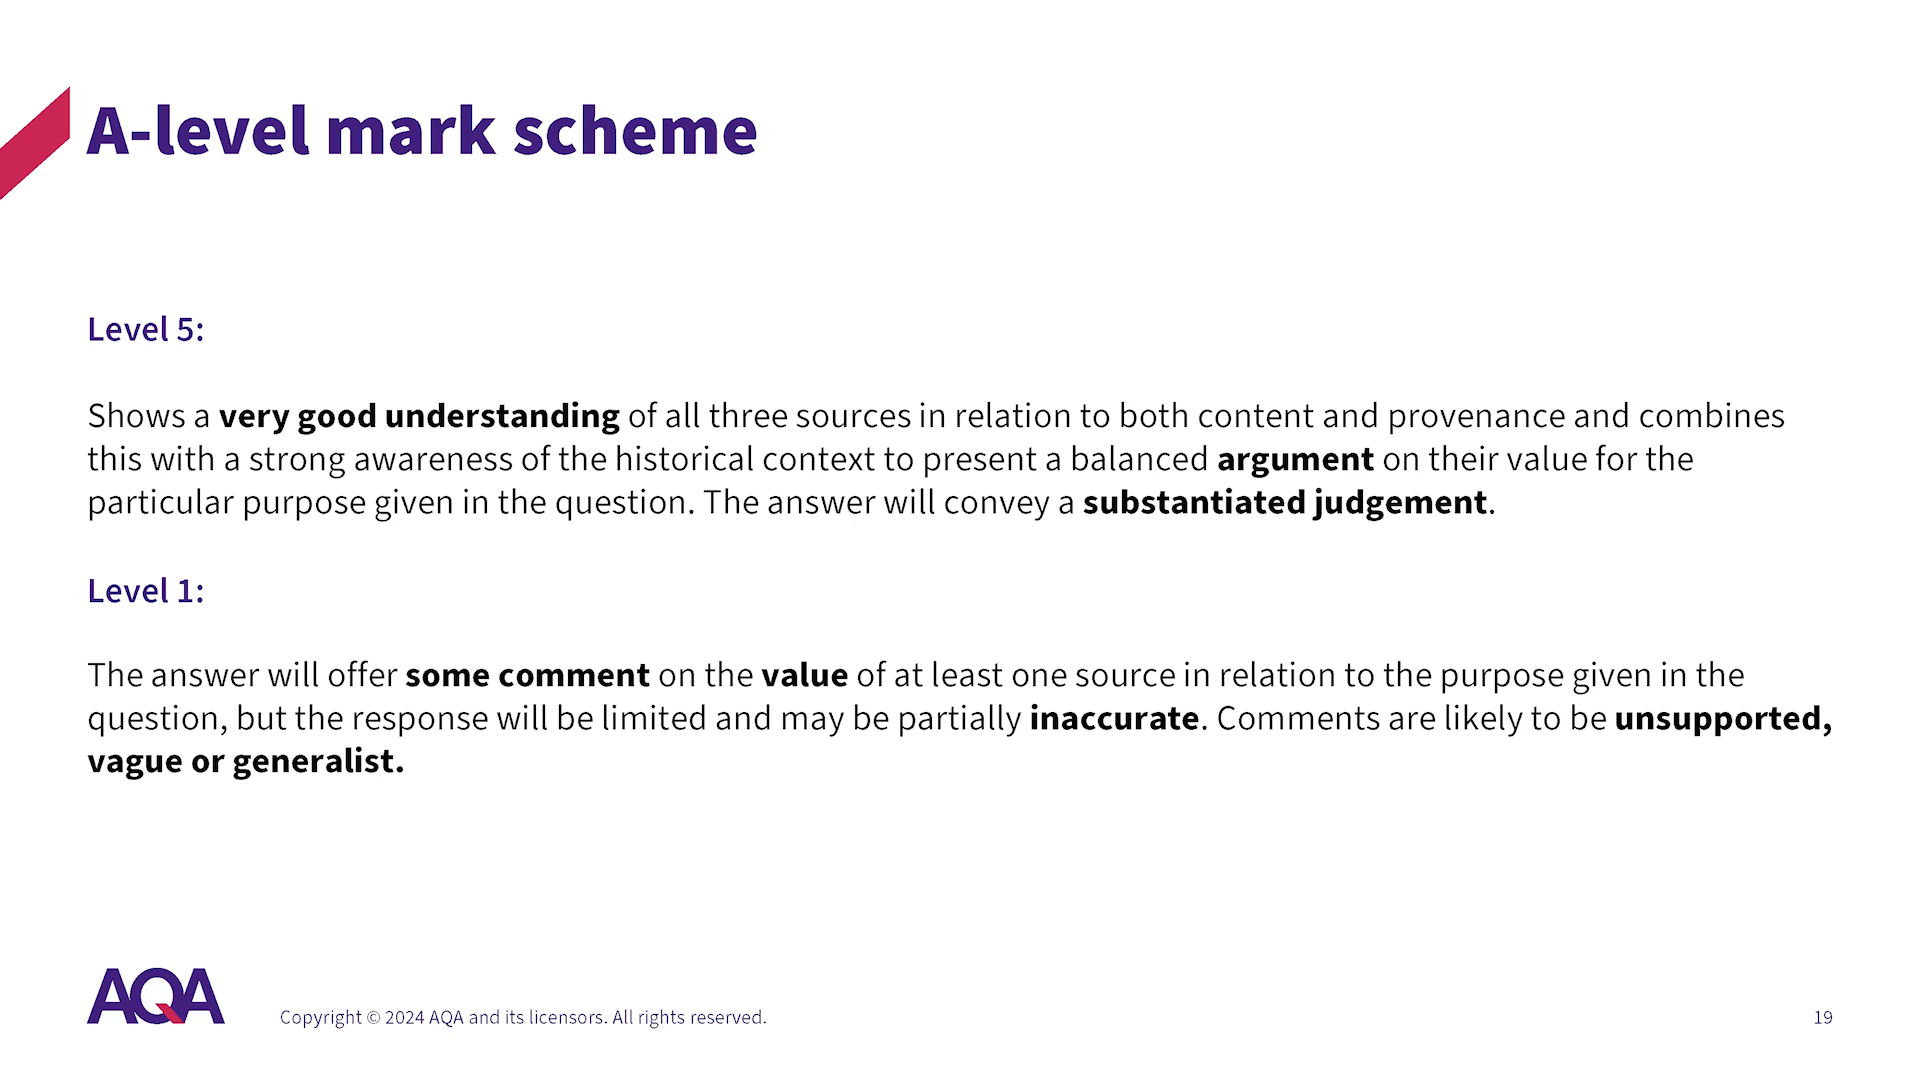 A-level mark scheme
Level 5:
Shows a very good understanding of all three sources in relation to both content and provenance and combines
this with a strong awareness of the historical context to present a balanced argument on their value for the
particular purpose given in the question. The answer will convey a substantiated judgement.
Level 1:
The answer will offer some comment on the value of at least one source in relation to the purpose given in the
question, but the response will be limited and may be partially inaccurate. Comments are likely to be unsupported,
vague or generalist.
AQA
Copyright © 2024 AQA and its licensors. All rights reserved.
19